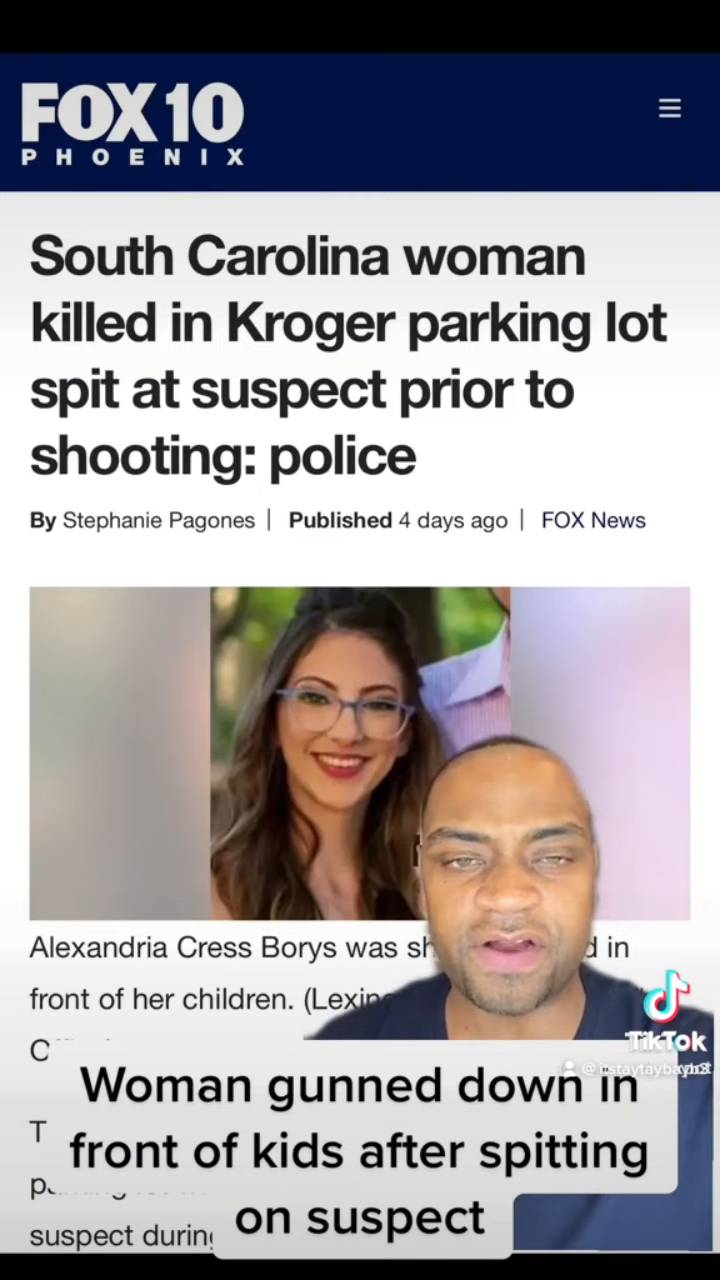 FOX 10
PHOENIX
South Carolina woman
killed in Kroger parking lot
spit at suspect prior to
shooting: police
By Stephanie Pagones | Published 4 days ago | FOX News
Alexandria Cress Borys was in
front of her children.
TikTok
Woman gunned down in
front of kids after spitting
on suspect
suspect